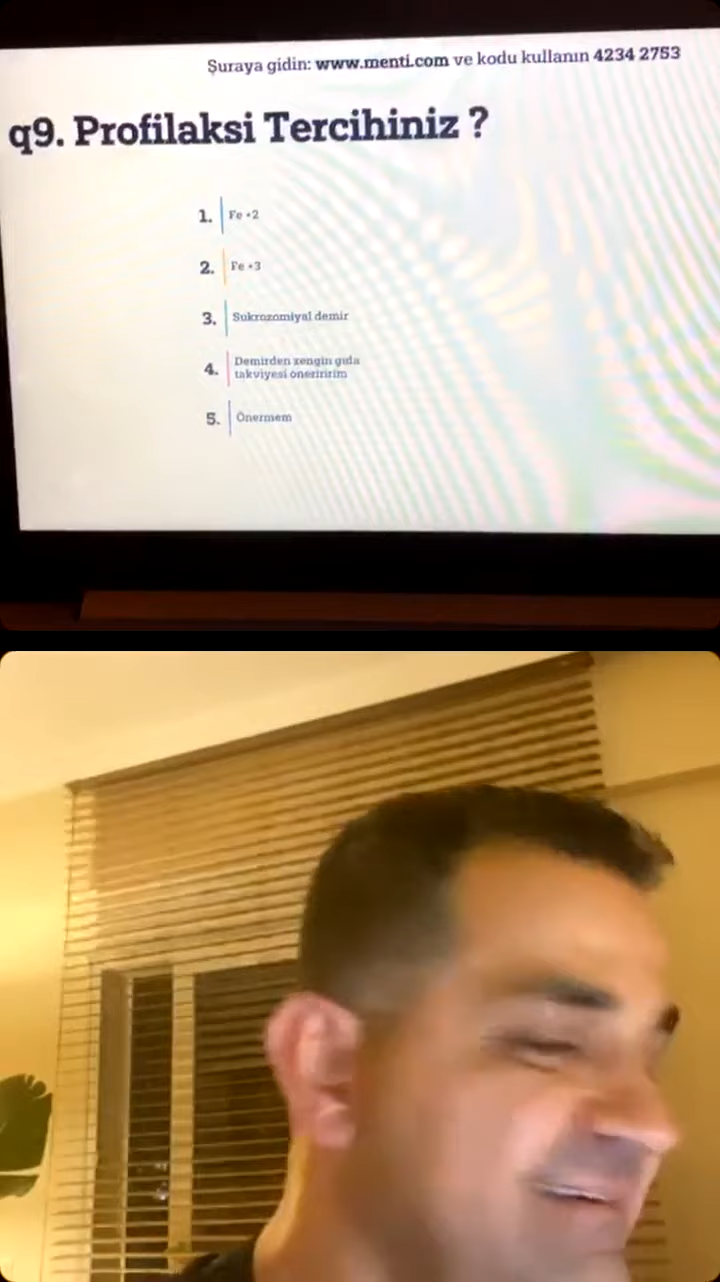 Şuraya gidin: www.menti.com ve kodu kullanın 4234 2753
q9. Profilaksi Tercihiniz ?
1. Fe +2
2. Fe +3
3. Sukrozomiyal demir
4. Demirden zengin gıda
takviyesi öneririrım
5. Önermem